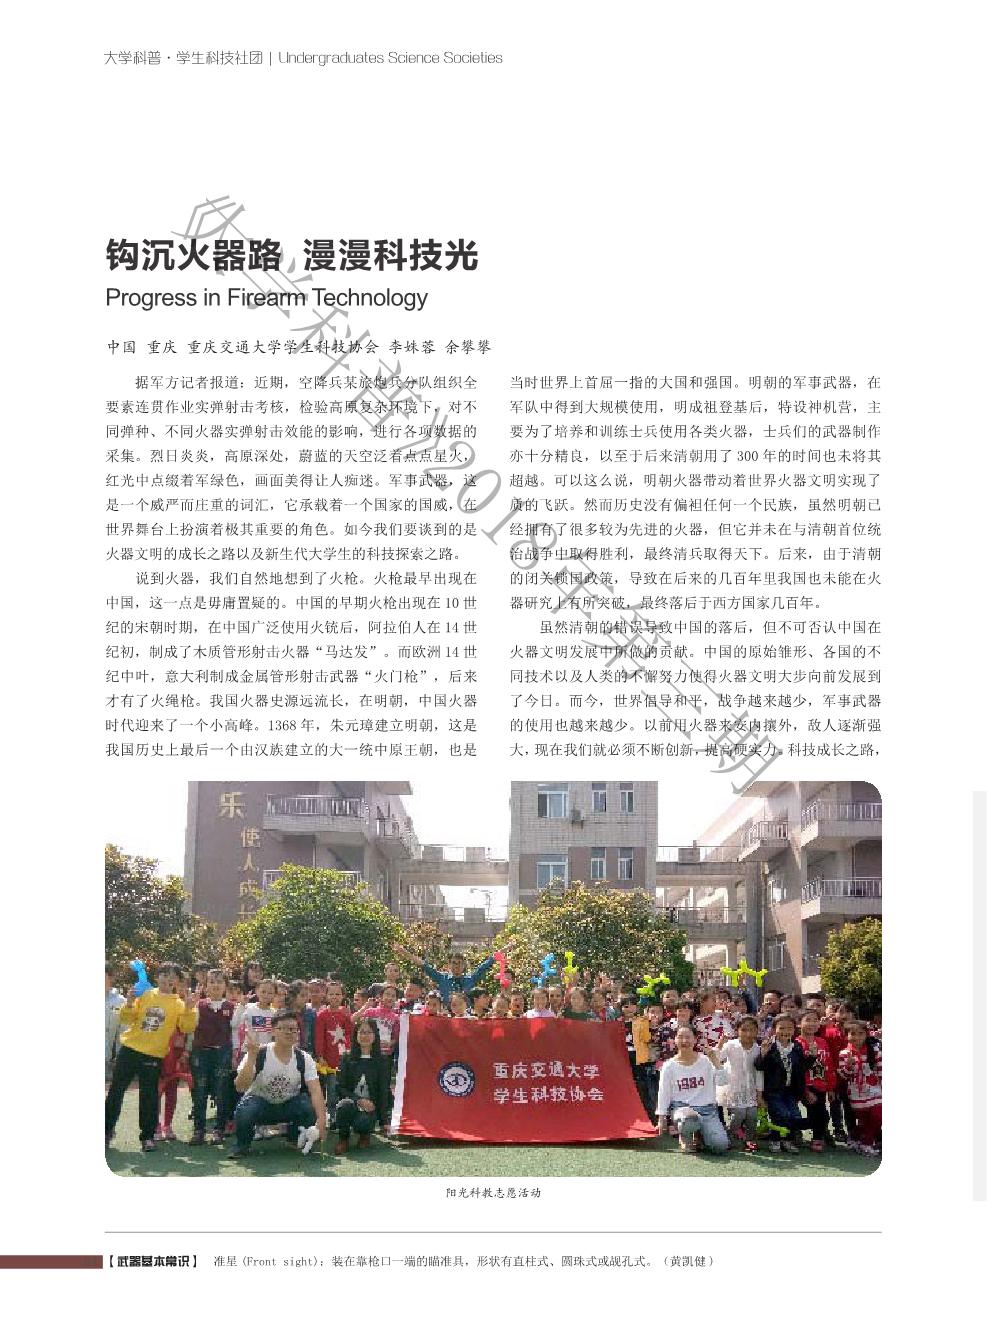 大学科普·学生科技社团 | Undergraduates Science Societies
钩沉火器路 漫漫科技光
Progress in Firearm Technology
中国 重庆 重庆交通大学学生科技协会 李姝蓉 余攀攀
据军方记者报道：近期，空降兵某旅炮兵分队组织全
要素连贯作业实弹射击考核，检验高原复杂环境下，对不
同弹种、不同火器实弹射击效能的影响，进行各项数据的
采集。烈日炎炎，高原深处，蔚蓝的天空泛着点点星火，
红光中点缀着军绿色，画面美得让人痴迷。军事武器，这
是一个威严而庄重的词汇，它承载着一个国家的国威，在
世界舞台上扮演着极其重要的角色。如今我们要谈到的是
火器文明的成长之路以及新生代大学生的科技探索之路。
说到火器，我们自然地想到了火枪。火枪最早出现在
中国，这一点是毋庸置疑的。中国的早期火枪出现在 10 世
纪的宋朝时期，在中国广泛使用火铳后，阿拉伯人在 14 世
纪初，制成了木质管形射击火器“马达发”。而欧洲 14 世
纪中叶，意大利制成金属管形射击武器“火门枪”，后来
才有了火绳枪。我国火器史源远流长，在明朝，中国火器
时代迎来了一个小高峰。1368 年，朱元璋建立明朝，这是
我国历史上最后一个由汉族建立的大一统中原王朝，也是
当时世界上首屈一指的大国和强国。明朝的军事武器，在
军队中得到大规模使用，明成祖登基后，特设神机营，主
要为了培养和训练士兵使用各类火器，士兵们的武器制作
亦十分精良，以至于后来清朝用了 300 年的时间也未将其
超越。可以这么说，明朝火器带动着世界火器文明实现了
质的飞跃。然而历史没有偏袒任何一个民族，虽然明朝已
经拥有了很多较为先进的火器，但它并未在与清朝首位统
治战争中取得胜利，最终清兵取得天下。后来，由于清朝
的闭关锁国政策，导致在后来的几百年里我国也未能在火
器研究上有所突破，最终落后于西方国家几百年。
虽然清朝的错误导致中国的落后，但不可否认中国在
火器文明发展中所做的贡献。中国的原始雏形、各国的不
同技术以及人类的不懈努力使得火器文明大步向前发展到
了今日。而今，世界倡导和平，战争越来越少，军事武器
的使用也越来越少。以前用火器来安内攘外，敌人逐渐强
大，现在我们就必须不断创新，提高硬实力。科技成长之路，
《大学科普》2018年第二期
乐
使
人
成
重庆交通大学
学生科技协会
阳光科教志愿活动
【武器基本常识】 准星 (Front sight)：装在靠枪口一端的瞄准具，形状有直柱式、圆珠式或觇孔式。（黄凯健）